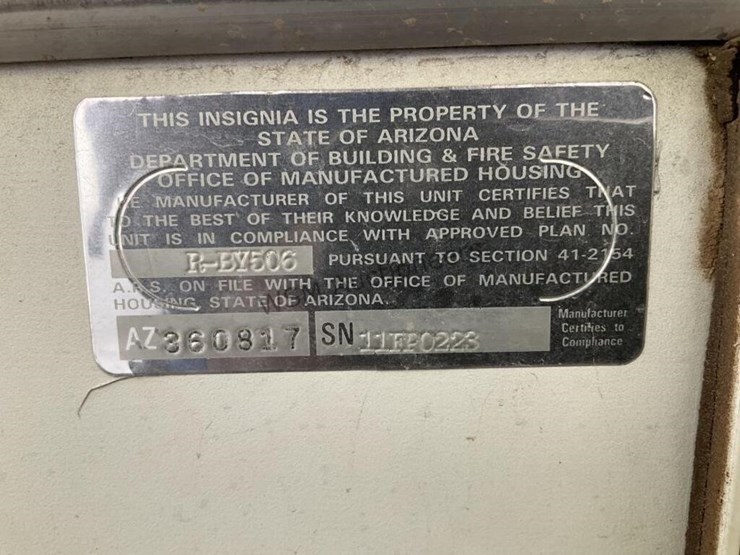 THIS INSIGNIA IS THE PROPERTY OF THE
STATE OF ARIZONA
DEPARTMENT OF BUILDING & FIRE SAFETY
OFFICE OF MANUFACTURED HOUSING
THE MANUFACTURER OF THIS UNIT CERTIFIES THAT
TO THE BEST OF THEIR KNOWLEDGE AND BELIEF THIS
UNIT IS IN COMPLIANCE WITH APPROVED PLAN NO.
R-BY506 PURSUANT TO SECTION 41-2154
A.R.S. ON FILE WITH THE OFFICE OF MANUFACTURED
HOUSING, STATE OF ARIZONA.
AZ360817 SN
Manufacturer
Certifies to
Compliance